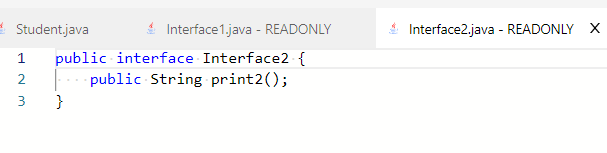 Student.java Interface1.java - READONLY Interface2.java - READONLY
1 public interface Interface2 {
2 public String print2();
3 }